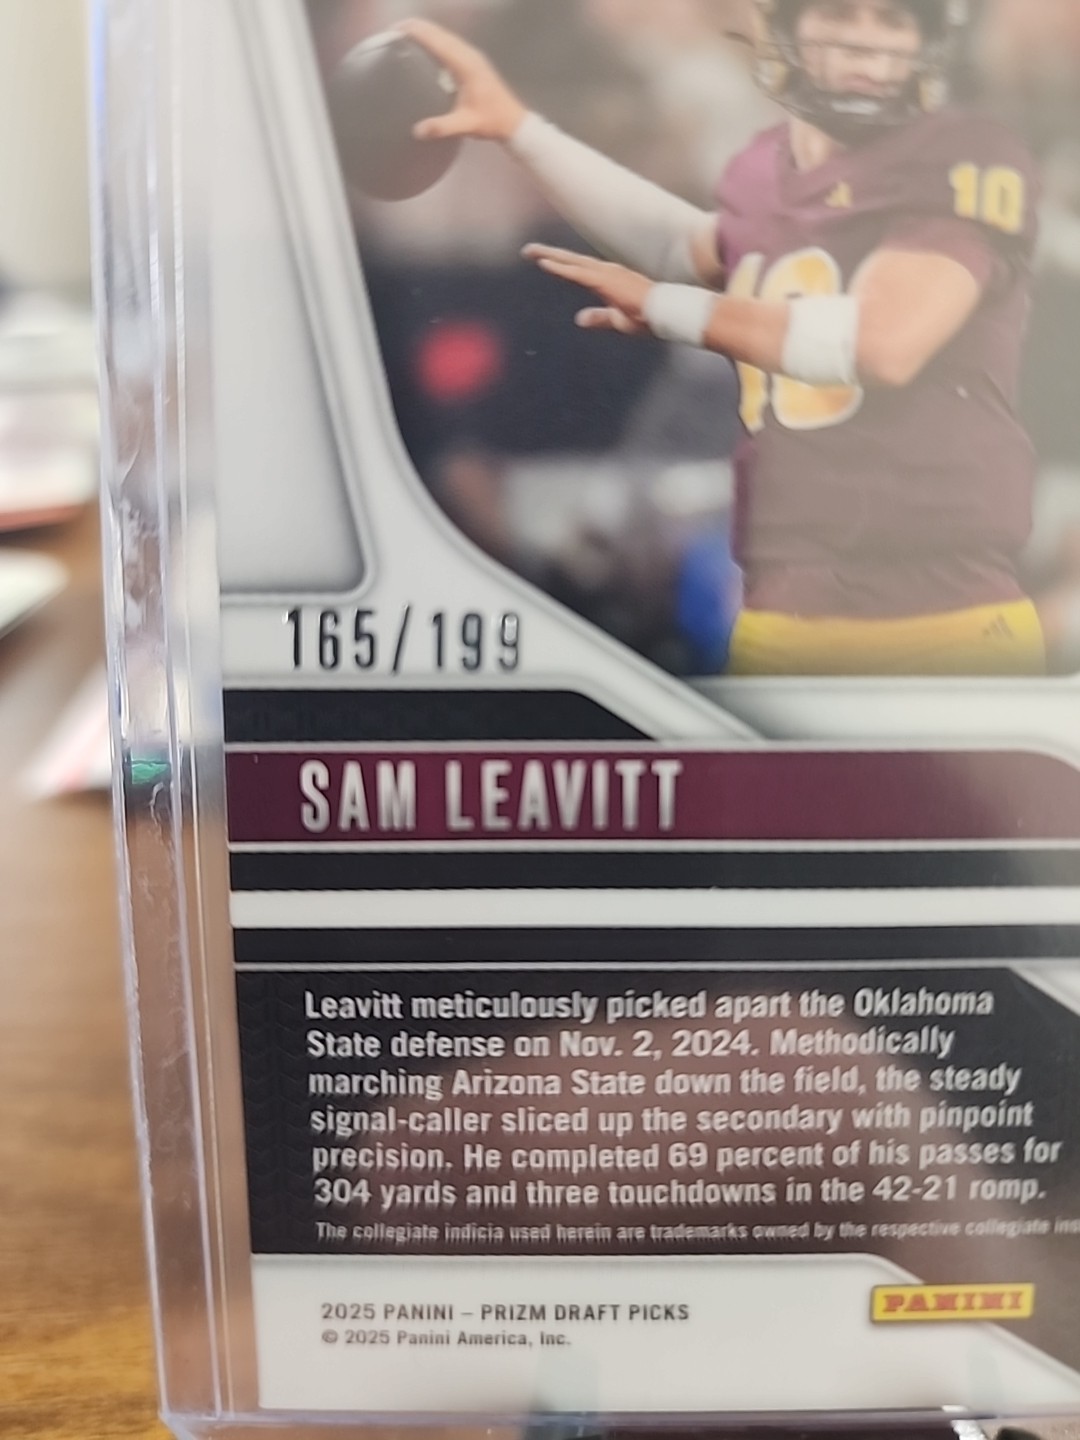 10
10
165/199
SAM LEAVITT
Leavitt meticulously picked apart the Oklahoma
State defense on Nov. 2, 2024. Methodically
marching Arizona State down the field, the steady
signal-caller sliced up the secondary with pinpoint
precision. He completed 69 percent of his passes for
304 yards and three touchdowns in the 42-21 romp.
The collegiate indicia used herein are trademarks owned by the respective collegiate
2025 PANINI – PRIZM DRAFT PICKS
© 2025 Panini America, Inc.
PANINI